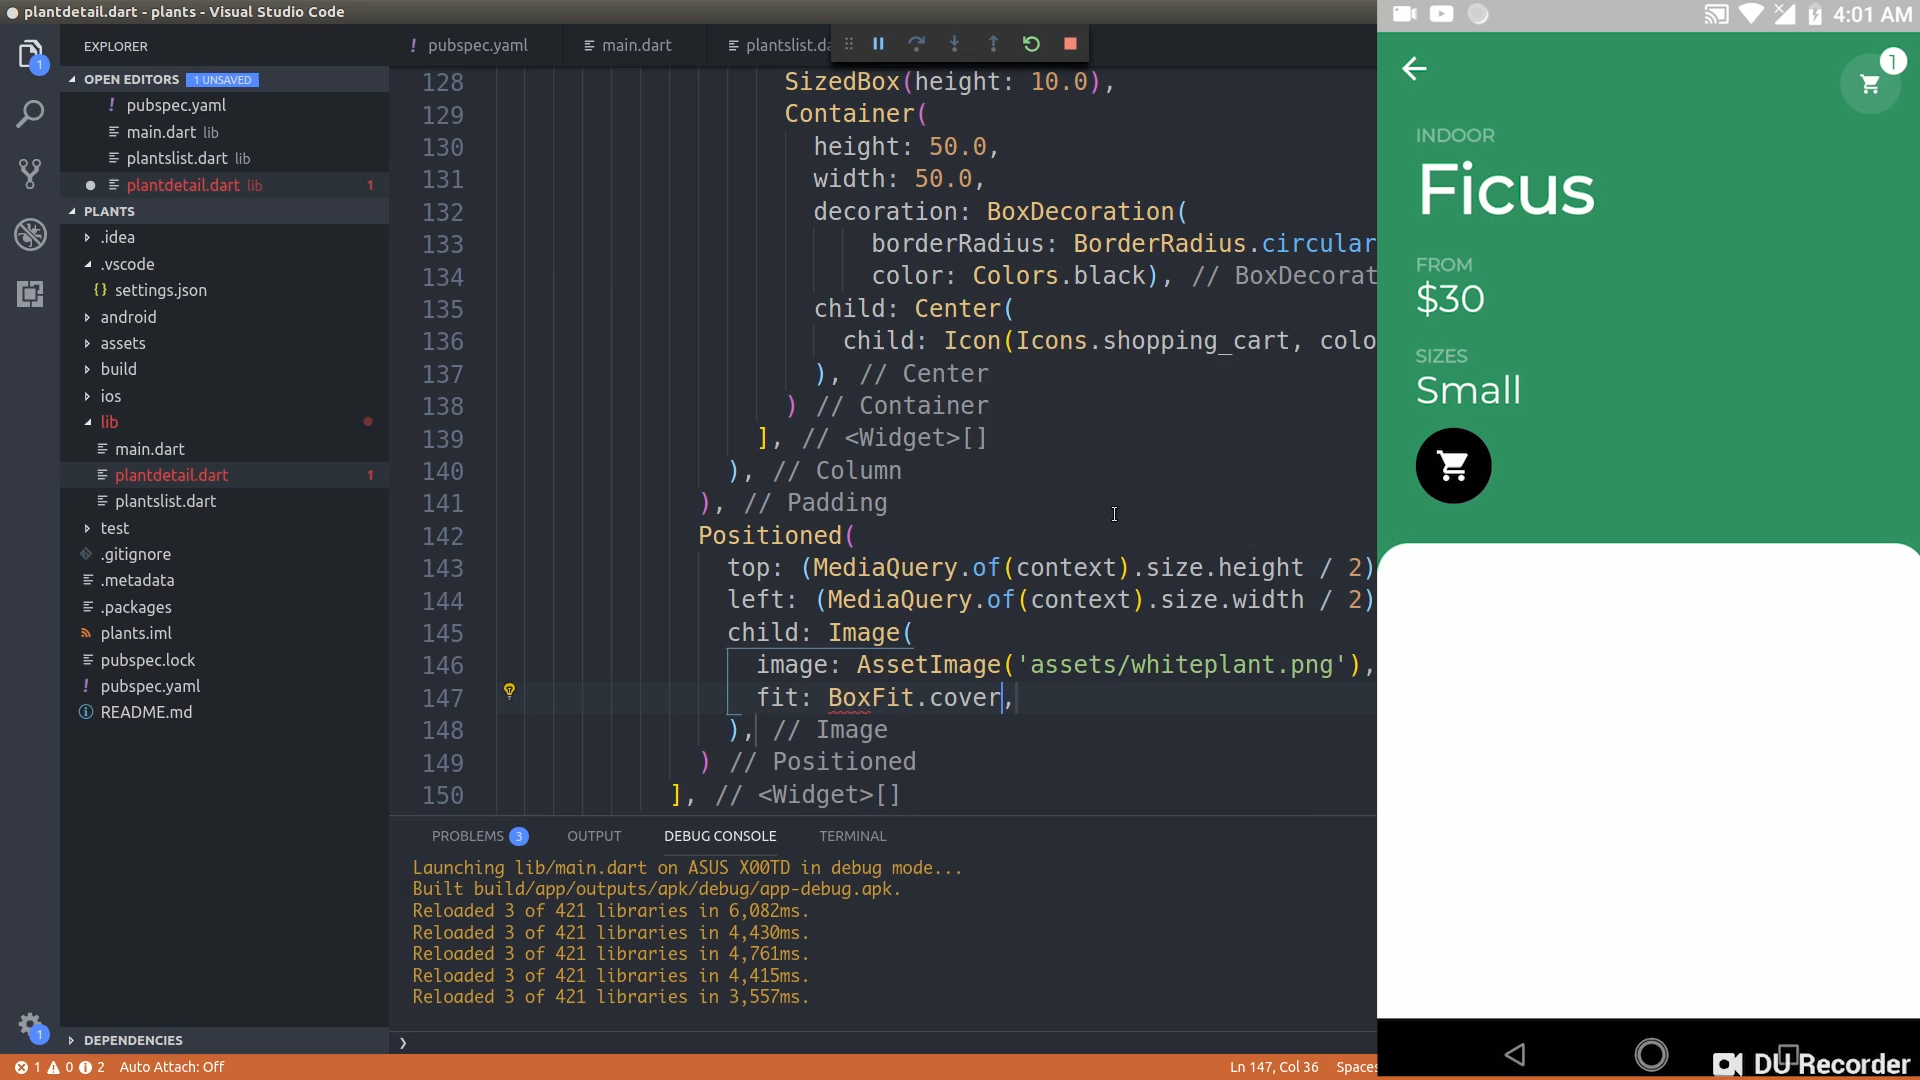 plantdetail.dart - plants - Visual Studio Code
EXPLORER
OPEN EDITORS 1 UNSAVED
! pubspec.yaml
main.dart lib
plantslist.dart lib
plantdetail.dart lib 1
PLANTS
.idea
.vscode
{} settings.json
android
assets
build
ios
lib
main.dart
plantdetail.dart 1
plantslist.dart
test
.gitignore
.metadata
.packages
plants.iml
pubspec.lock
! pubspec.yaml
README.md
DEPENDENCIES
1
1
! pubspec.yaml
main.dart
plantslist.da
128 SizedBox(height: 10.0),
129 Container(
130 height: 50.0,
131 width: 50.0,
132 decoration: BoxDecoration(
133 borderRadius: BorderRadius.circular
134 color: Colors.black), // BoxDecorat
135 child: Center(
136 child: Icon(Icons.shopping_cart, colo
137 ), // Center
138 ) // Container
139 ], // <Widget>[]
140 ), // Column
141 ), // Padding
142 Positioned(
143 top: (MediaQuery.of(context).size.height / 2)
144 left: (MediaQuery.of(context).size.width / 2)
145 child: Image(
146 image: AssetImage('assets/whiteplant.png'),
147 fit: BoxFit.cover,
148 ), // Image
149 ) // Positioned
150 ], // <Widget>[]
PROBLEMS 3 OUTPUT DEBUG CONSOLE TERMINAL
Launching lib/main.dart on ASUS X00TD in debug mode...
Built build/app/outputs/apk/debug/app-debug.apk.
Reloaded 3 of 421 libraries in 6,082ms.
Reloaded 3 of 421 libraries in 4,430ms.
Reloaded 3 of 421 libraries in 4,761ms.
Reloaded 3 of 421 libraries in 4,415ms.
Reloaded 3 of 421 libraries in 3,557ms.
1 0 2 Auto Attach: Off
Ln 147, Col 36 Spaces
4:01 AM
1
INDOOR
Ficus
FROM
$30
SIZES
Small
DU Recorder